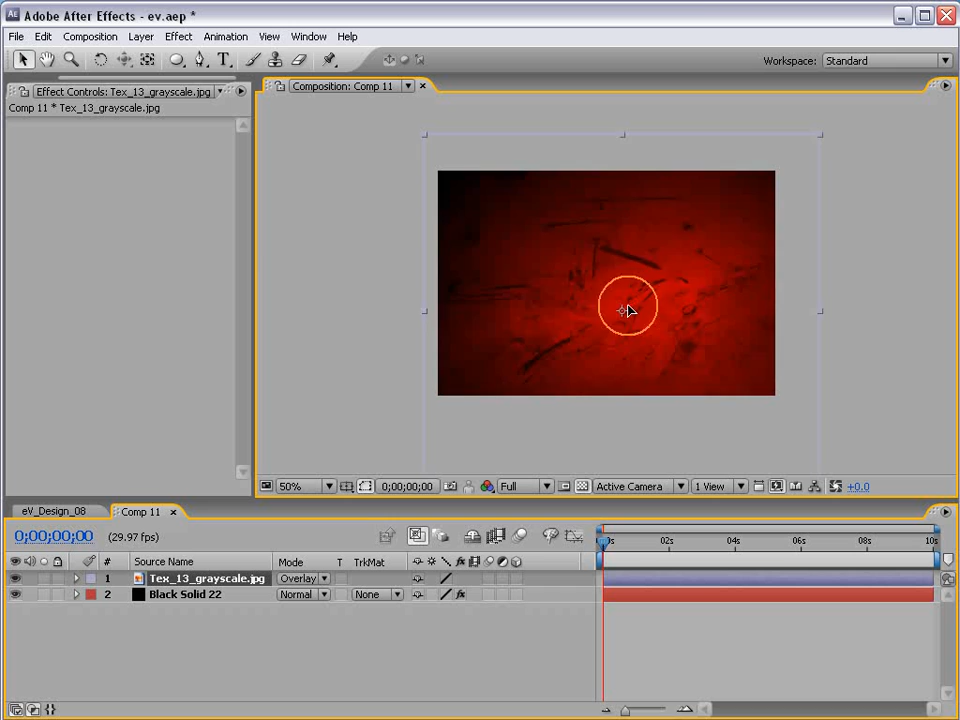 Adobe After Effects - ev.aep *
File Edit Composition Layer Effect Animation View Window Help
Workspace: Standard
Effect Controls: Tex_13_grayscale.jpg
Composition: Comp 11
Comp 11 * Tex_13_grayscale.jpg
50% 0;00;00;00 Full Active Camera 1 View +0.0
eV_Design_08 Comp 11
0;00;00;00 (29.97 fps)
02s 04s 06s 08s 10s
# Source Name Mode T TrkMat
1 Tex_13_grayscale.jpg Overlay
2 Black Solid 22 Normal None